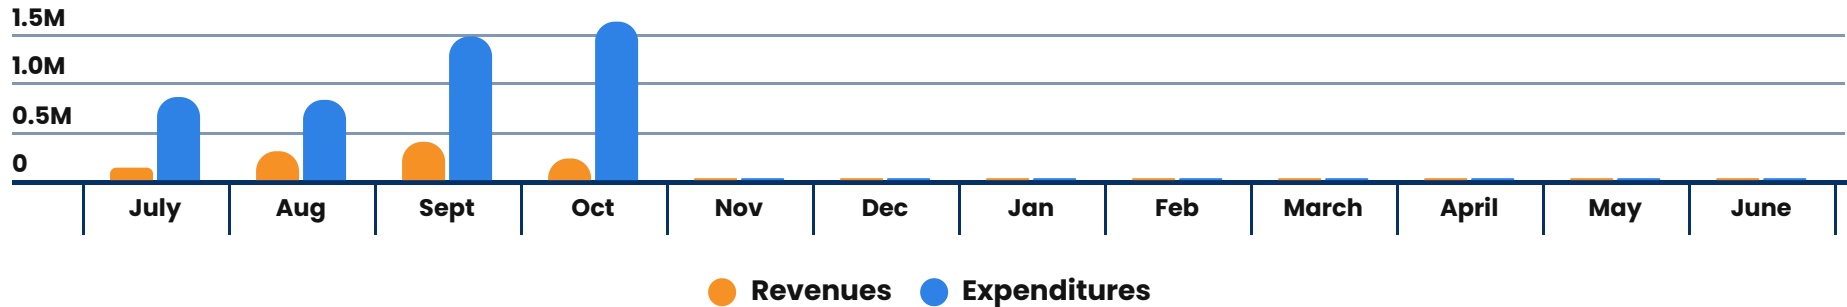 1.5M
1.0M
0.5M
0
July Aug Sept Oct Nov Dec Jan Feb March April May June
Revenues Expenditures